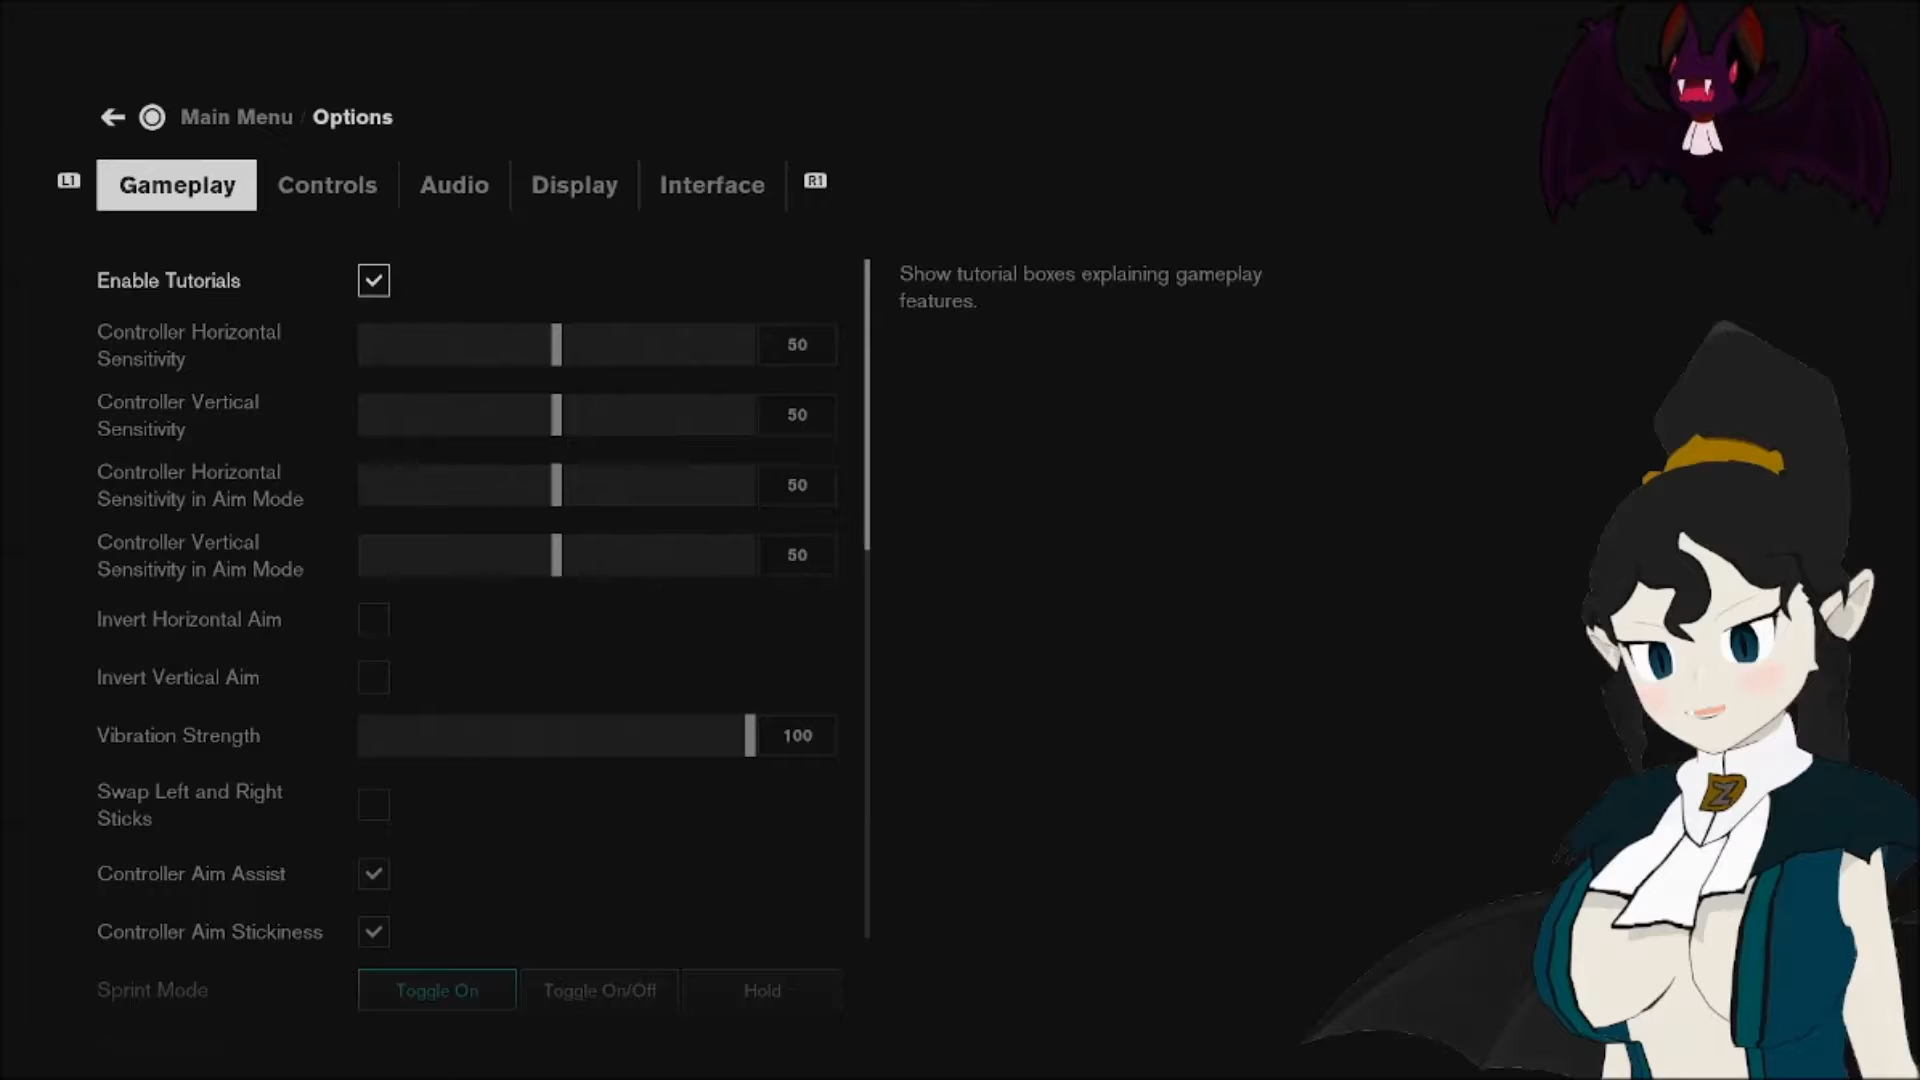 Main Menu / Options
L1 Gameplay Controls Audio Display Interface R1
Enable Tutorials
Show tutorial boxes explaining gameplay
features.
Controller Horizontal
Sensitivity
50
Controller Vertical
Sensitivity
50
Controller Horizontal
Sensitivity in Aim Mode
50
Controller Vertical
Sensitivity in Aim Mode
50
Invert Horizontal Aim
Invert Vertical Aim
Vibration Strength
100
Swap Left and Right
Sticks
Controller Aim Assist
Controller Aim Stickiness
Sprint Mode
Toggle On Toggle On/Off Hold
Z